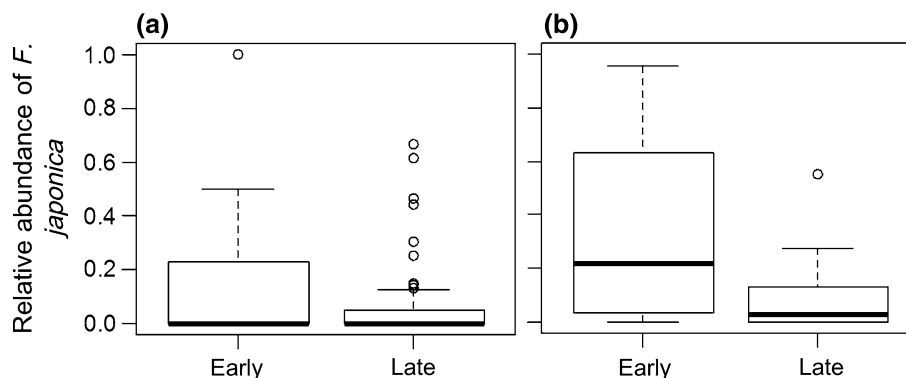 (a) (b)
Relative abundance of F.
japonica
1.0
0.8
0.6
0.4
0.2
0.0
Early Late Early Late